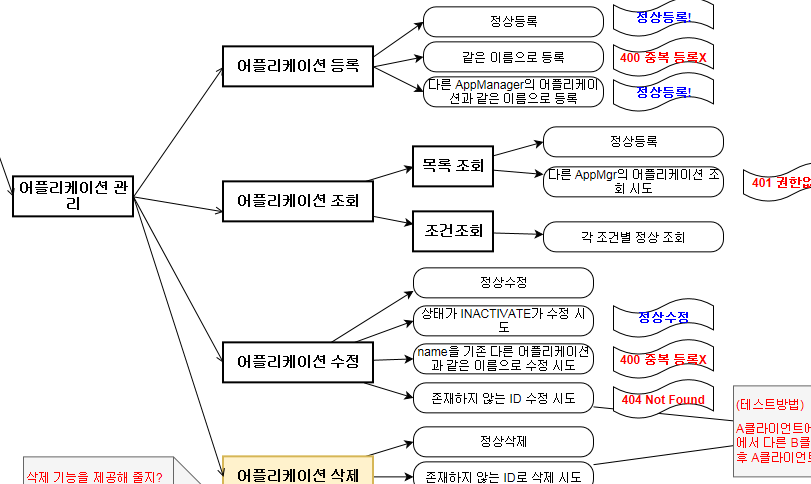 정상등록
정상등록!
어플리케이션 등록
같은 이름으로 등록
400 중복 등록X
다른 AppManager의 어플리케이
션과 같은 이름으로 등록
정상등록!
어플리케이션 관
리
어플리케이션 조회
목록 조회
정상등록
다른 AppMgr의 어플리케이션 조
회 시도
401 권한없
조건조회
각 조건별 정상 조회
어플리케이션 수정
정상수정
상태가 INACTIVATE가 수정 시
도
정상수정
name을 기존 다른 어플리케이션
과 같은 이름으로 수정 시도
400 중복 등록X
존재하지 않는 ID 수정 시도
404 Not Found
(테스트방법)
A클라이언트에
에서 다른 B클
후 A클라이언트
어플리케이션 삭제
정상삭제
존재하지 않는 ID로 삭제 시도
삭제 기능을 제공해 줄지?